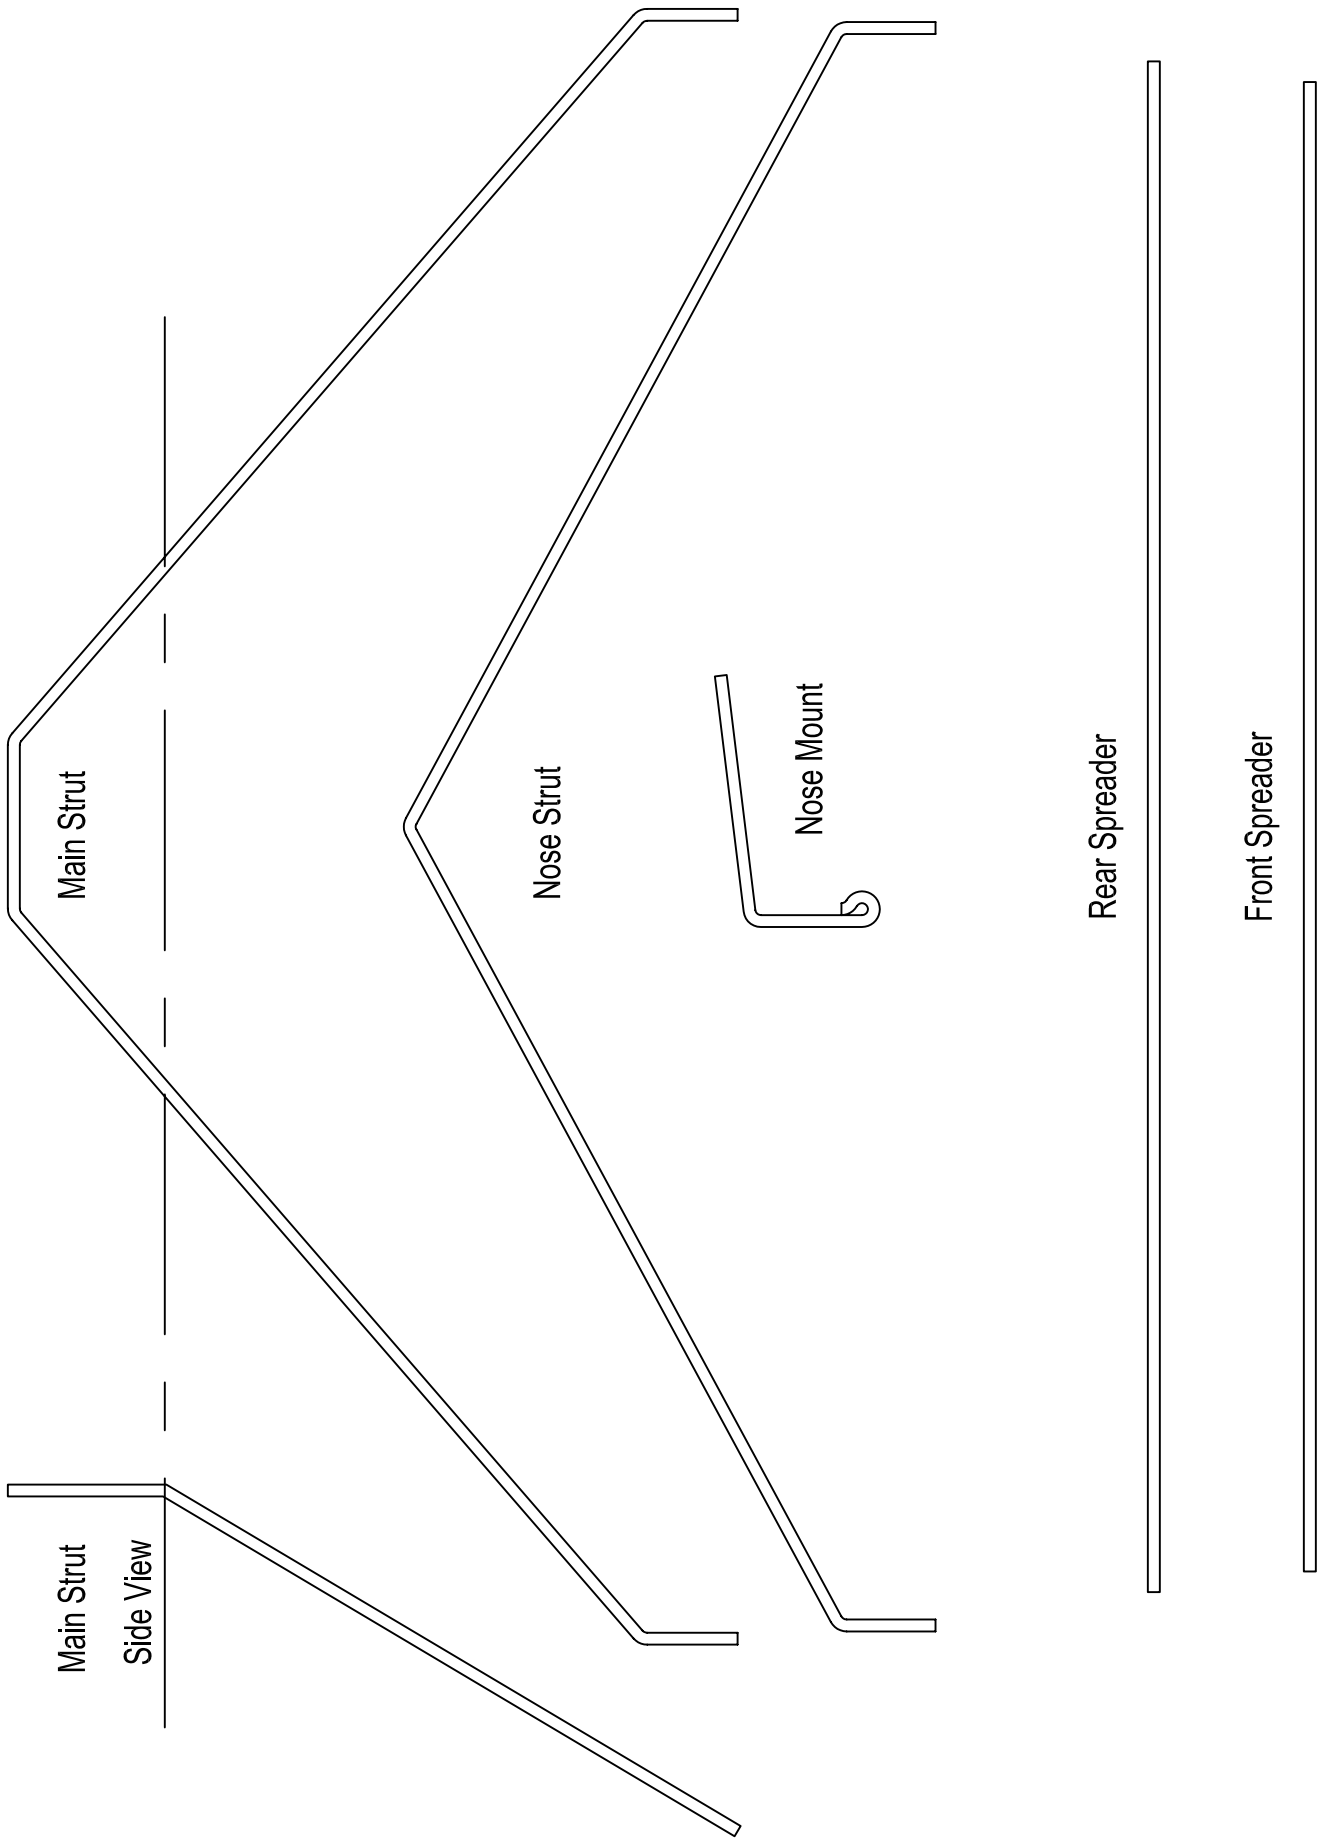 Main Strut
Side View
Main Strut
Nose Strut
Nose Mount
Rear Spreader
Front Spreader